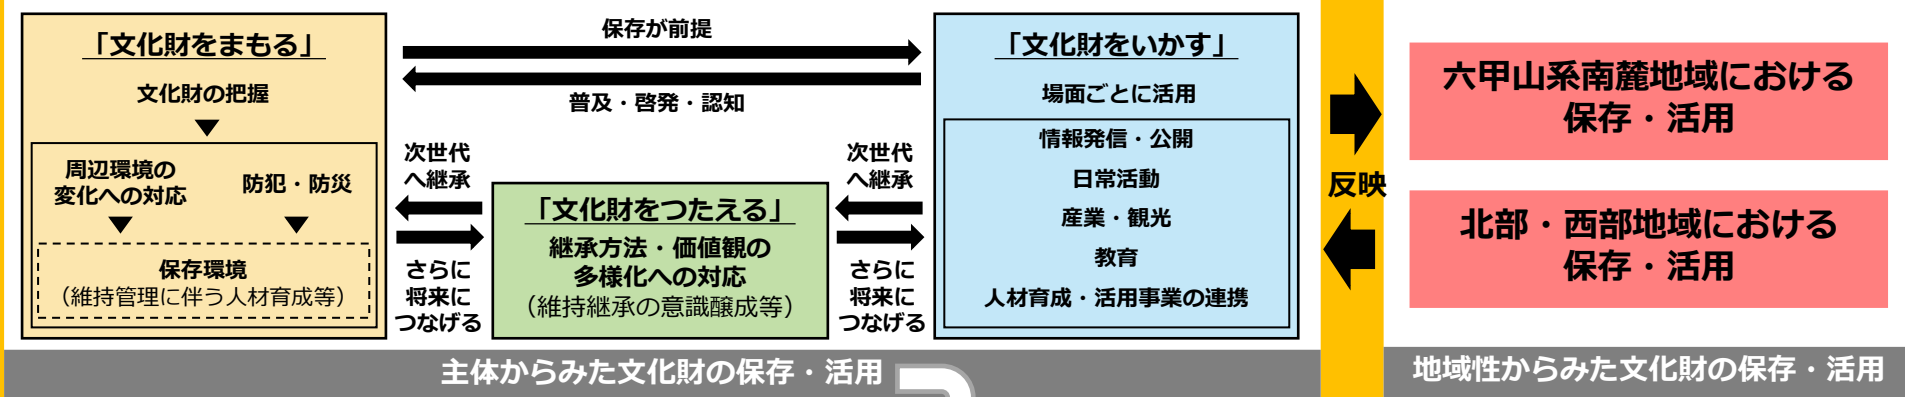 「文化財をまもる」
文化財の把握
周辺環境の
変化への対応
防犯・防災
保存環境
（維持管理に伴う人材育成等）
保存が前提
普及・啓発・認知
次世代
へ継承
さらに
将来に
つなげる
「文化財をつたえる」
継承方法・価値観の
多様化への対応
（維持継承の意識醸成等）
次世代
へ継承
さらに
将来に
つなげる
「文化財をいかす」
場面ごとに活用
情報発信・公開
日常活動
産業・観光
教育
人材育成・活用事業の連携
主体からみた文化財の保存・活用
反映
六甲山系南麓地域における
保存・活用
北部・西部地域における
保存・活用
地域性からみた文化財の保存・活用